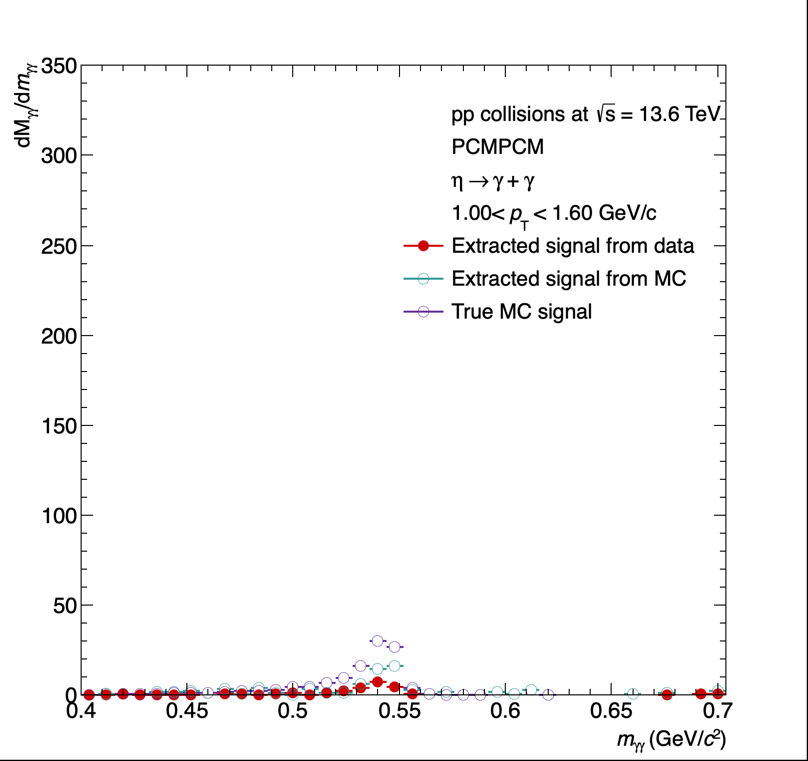 dM_γγ/dm_γγ
350
300
250
200
150
100
50
0
pp collisions at √s = 13.6 TeV
PCMPCM
η → γ + γ
1.00< p_T < 1.60 GeV/c
Extracted signal from data
Extracted signal from MC
True MC signal
0.4 0.45 0.5 0.55 0.6 0.65 0.7
m_γγ (GeV/c²)